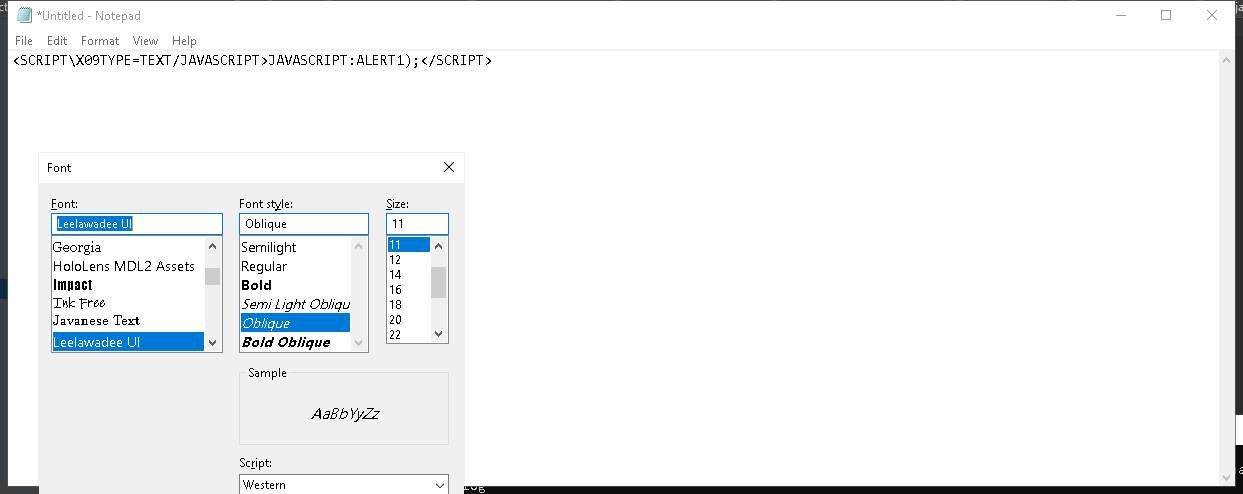 *Untitled - Notepad
File Edit Format View Help
<SCRIPT\X09TYPE=TEXT/JAVASCRIPT>JAVASCRIPT:ALERT1);</SCRIPT>
Font
Font: Font style: Size:
Leelawadee UI Oblique 11
Georgia Semilight 11
HoloLens MDL2 Assets Regular 12
Impact Bold 14
Ink Free Semi Light Obliqu 16
Javanese Text Oblique 18
Leelawadee UI Bold Oblique 20
22
Sample
AaBbYyZz
Script:
Western